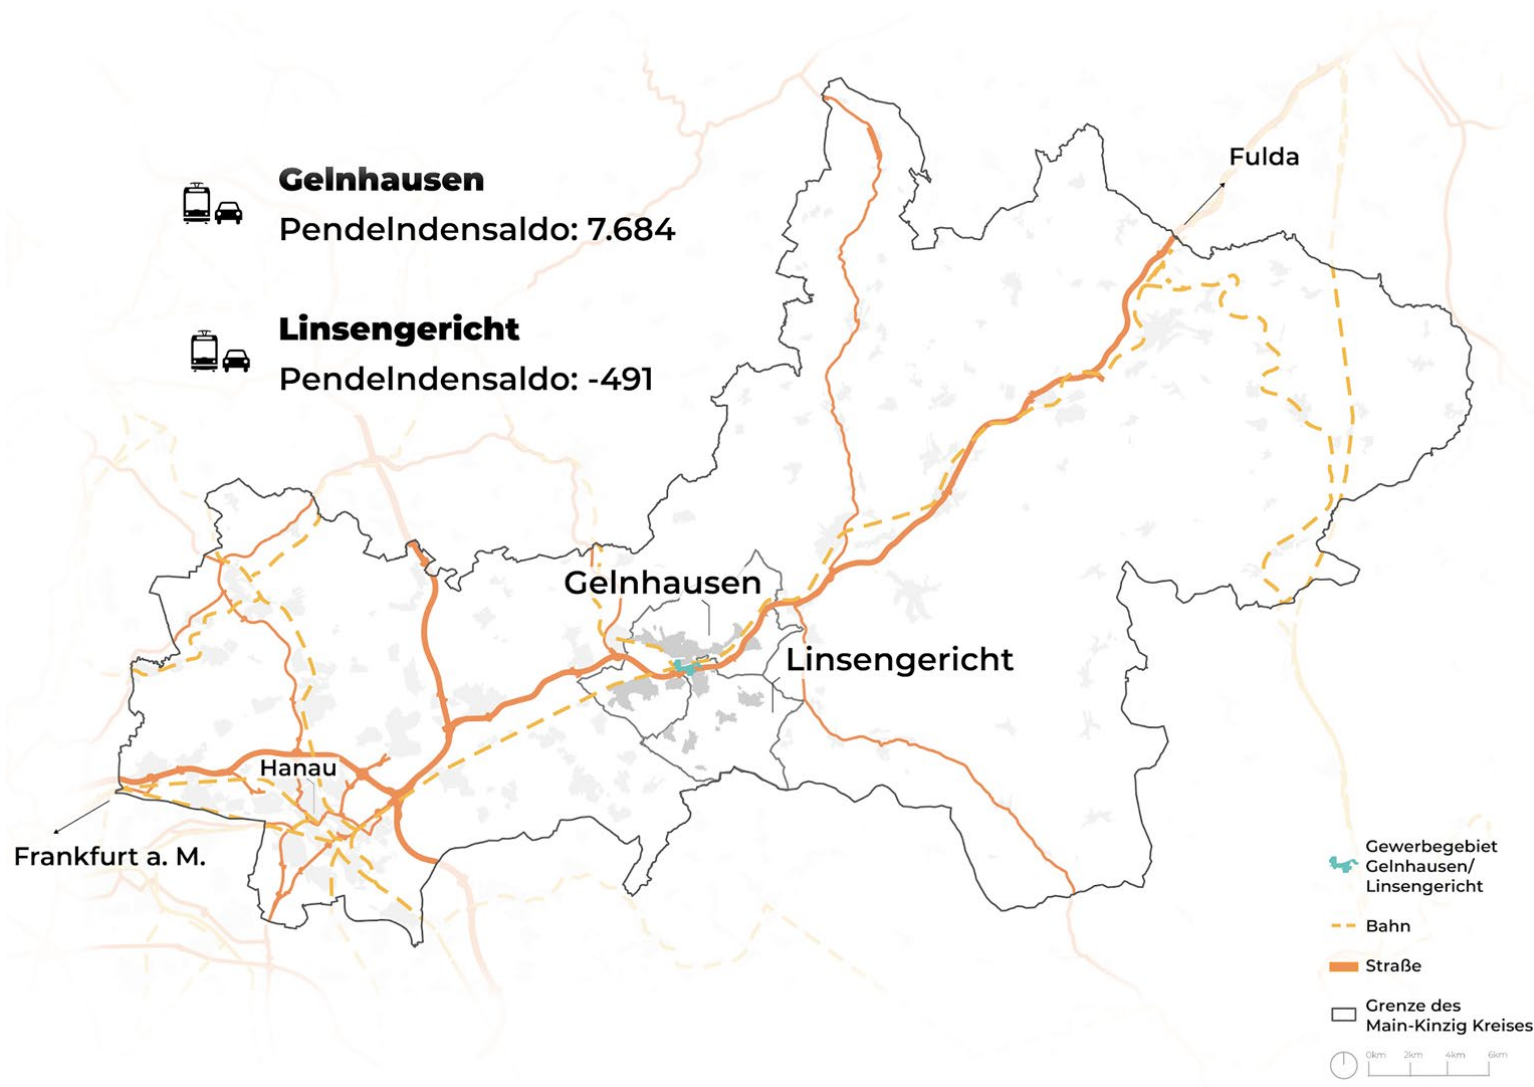 Gelnhausen
Pendelndensaldo: 7.684
Linsengericht
Pendelndensaldo: -491
Fulda
Gelnhausen
Linsengericht
Hanau
Frankfurt a. M.
Gewerbegebiet
Gelnhausen/
Linsengericht
Bahn
Straße
Grenze des
Main-Kinzig Kreises
0km 2km 4km 6km